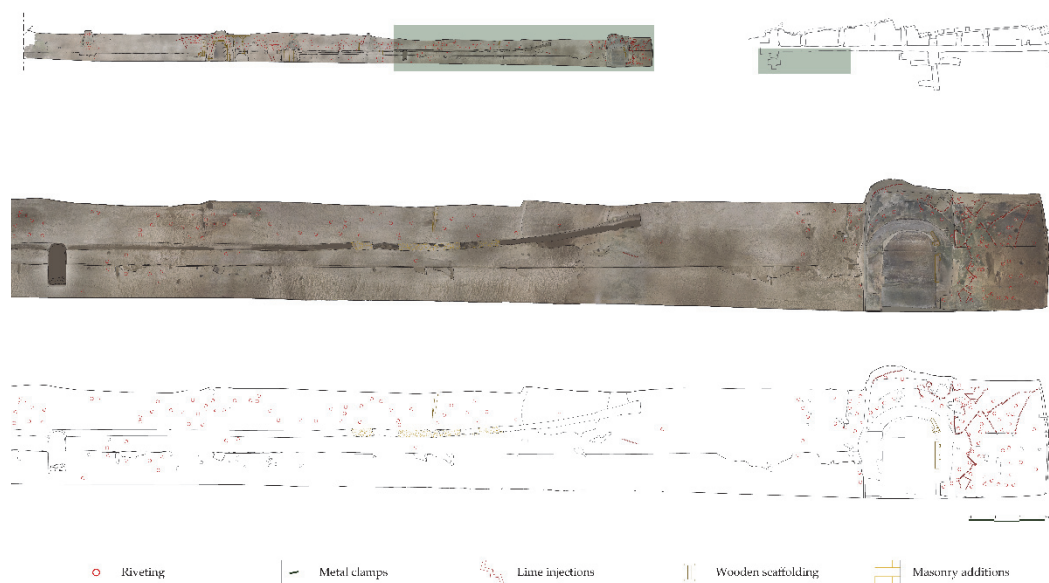 Riveting
Metal clamps
Lime injections
Wooden scaffolding
Masonry additions